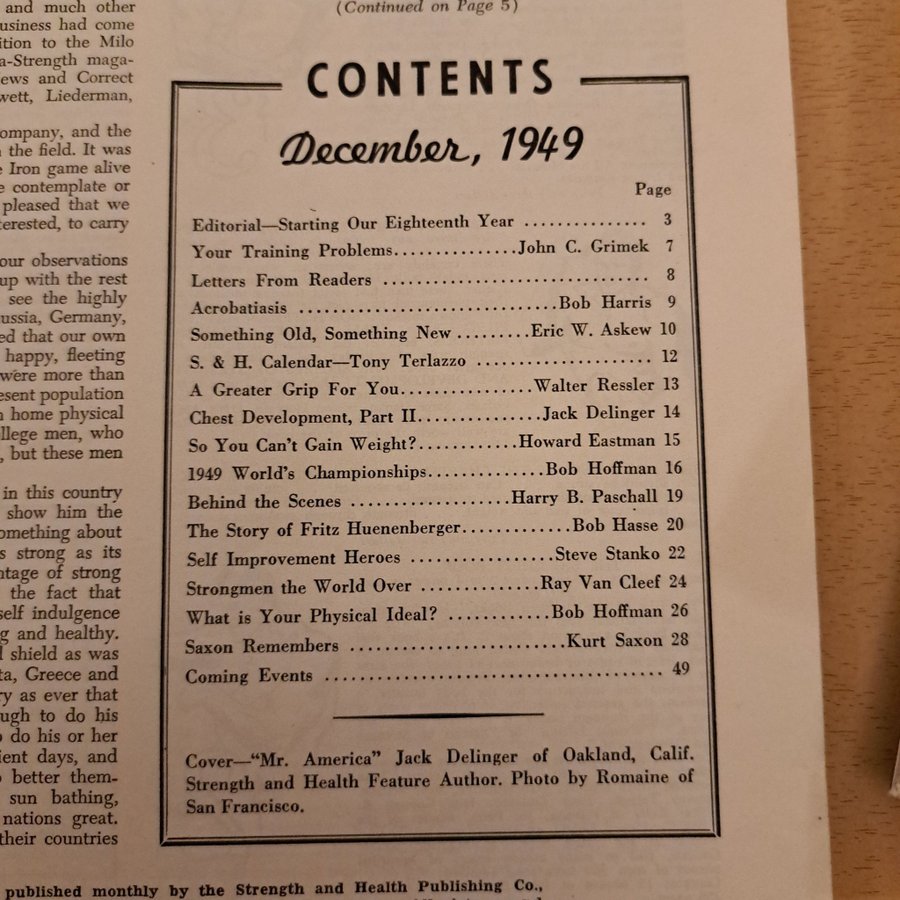 and much other
usiness had come
ition to the Milo
a-Strength maga-
ews and Correct
wett, Liederman,
ompany, and the
the field. It was
Iron game alive
contemplate or
pleased that we
terested, to carry
our observations
up with the rest
see the highly
ussia, Germany,
ed that our own
happy, fleeting
were more than
esent population
home physical
llege men, who
, but these men
in this country
show him the
omething about
s strong as its
ntage of strong
the fact that
self indulgence
g and healthy.
shield as was
ta, Greece and
ry as ever that
ugh to do his
do his or her
ient days, and
better them-
sun bathing,
nations great.
their countries
(Continued on Page 5)
CONTENTS
December, 1949
Page
Editorial—Starting Our Eighteenth Year ............... 3
Your Training Problems...............John C. Grimek 7
Letters From Readers ................................. 8
Acrobatiasis ................................Bob Harris 9
Something Old, Something New .........Eric W. Askew 10
S. & H. Calendar—Tony Terlazzo ..................... 12
A Greater Grip For You................Walter Ressler 13
Chest Development, Part II...............Jack Delinger 14
So You Can't Gain Weight?............Howard Eastman 15
1949 World's Championships..............Bob Hoffman 16
Behind the Scenes ...................Harry B. Paschall 19
The Story of Fritz Huenenberger.............Bob Hasse 20
Self Improvement Heroes .................Steve Stanko 22
Strongmen the World Over ..............Ray Van Cleef 24
What is Your Physical Ideal? ............Bob Hoffman 26
Saxon Remembers ..........................Kurt Saxon 28
Coming Events ........................................ 49
Cover—"Mr. America" Jack Delinger of Oakland, Calif.
Strength and Health Feature Author. Photo by Romaine of
San Francisco.
published monthly by the Strength and Health Publishing Co.,